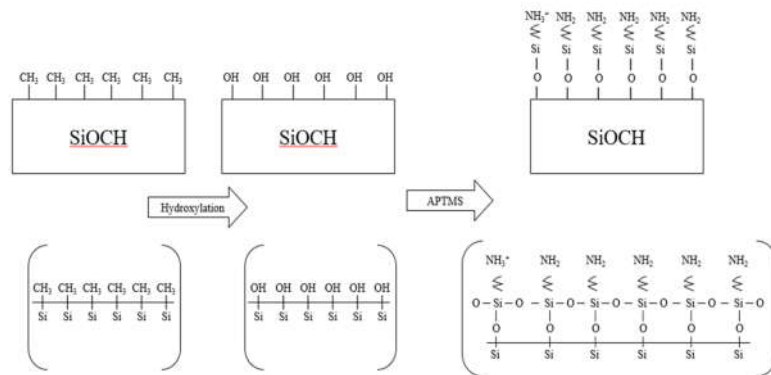 NH₃⁺ NH₂ NH₂ NH₂ NH₂ NH₂
Si Si Si Si Si Si
O O O O O O
CH₃ CH₃ CH₃ CH₃ CH₃ CH₃
OH OH OH OH OH OH
SiOCH
SiOCH
SiOCH
Hydroxylation
APTMS
CH₃ CH₃ CH₃ CH₃ CH₃ CH₃
Si Si Si Si Si Si
OH OH OH OH OH OH
Si Si Si Si Si Si
NH₃⁺ NH₂ NH₂ NH₂ NH₂ NH₂
O–Si–O –Si–O–Si–O–Si–O –Si–O –Si–O
O O O O O O
Si Si Si Si Si Si